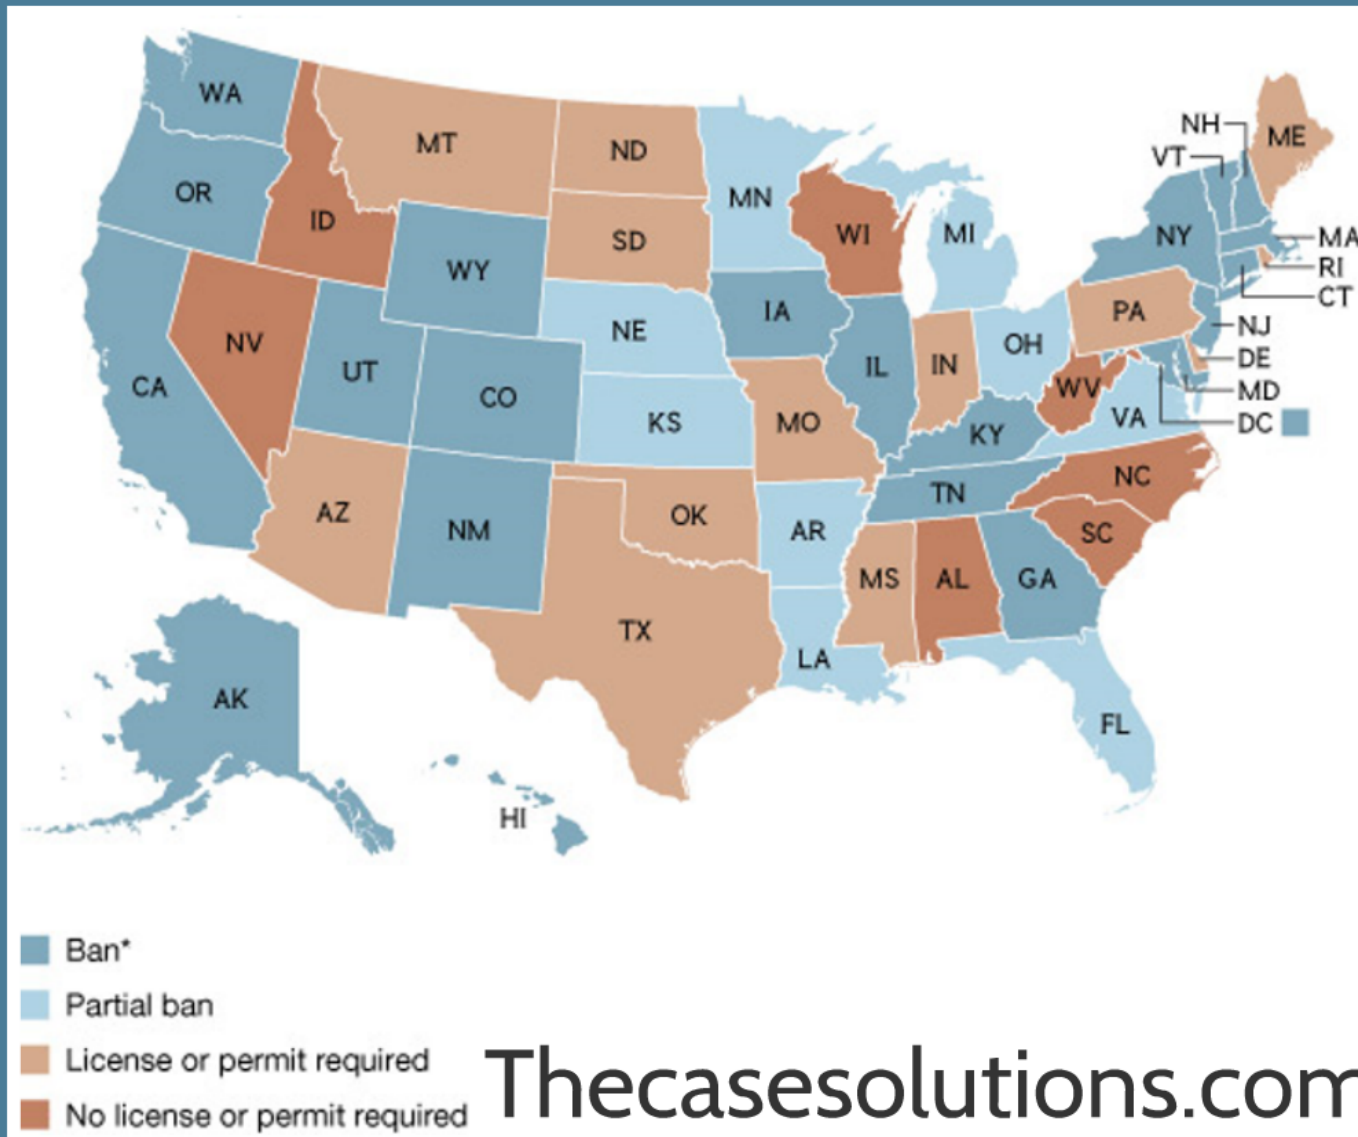 WA
MT
ND
MN
NH
ME
VT
OR
ID
SD
WI
MI
NY
MA
WY
RI
CT
IA
NE
PA
NJ
NV
OH
UT
IL
IN
DE
CA
CO
WV
MD
KS
MO
KY
VA
DC
AZ
NM
OK
TN
NC
AR
SC
MS
AL
GA
TX
LA
AK
FL
HI
Ban*
Partial ban
License or permit required
No license or permit required
Thecasesolutions.com